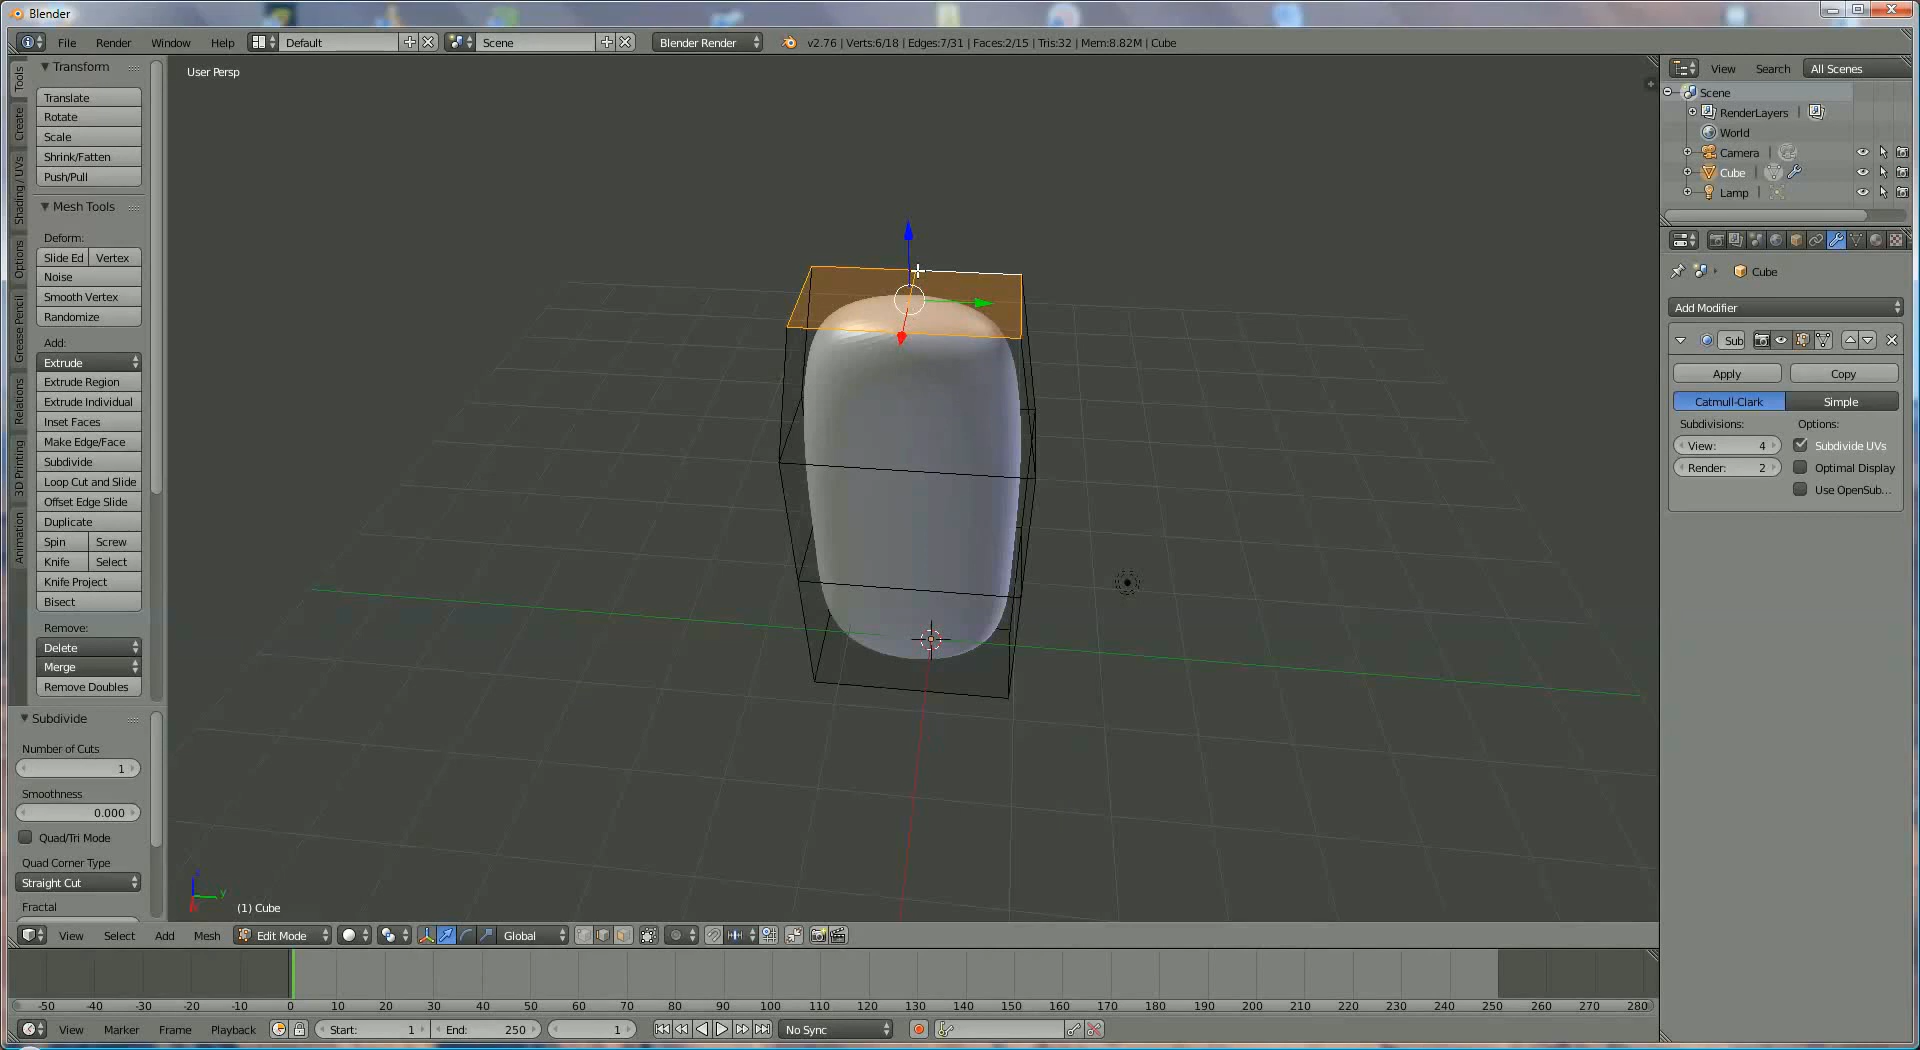 Blender
File Render Window Help Default Scene Blender Render v2.76 | Verts:6/18 | Edges:7/31 | Faces:2/15 | Tris:32 | Mem:8.82M | Cube
Tools
Create
Shading / UVs
Options
Grease Pencil
Relations
3D Printing
Animation
Transform
Translate
Rotate
Scale
Shrink/Fatten
Push/Pull
Mesh Tools
Deform:
Slide Ed Vertex
Noise
Smooth Vertex
Randomize
Add:
Extrude
Extrude Region
Extrude Individual
Inset Faces
Make Edge/Face
Subdivide
Loop Cut and Slide
Offset Edge Slide
Duplicate
Spin Screw
Knife Select
Knife Project
Bisect
Remove:
Delete
Merge
Remove Doubles
Subdivide
Number of Cuts
1
Smoothness
0.000
Quad/Tri Mode
Quad Corner Type
Straight Cut
Fractal
User Persp
y
(1) Cube
View Search All Scenes
Scene
RenderLayers |
World
Camera |
Cube |
Lamp |
Cube
Add Modifier
Sub
Apply Copy
Catmull-Clark Simple
Subdivisions: Options:
View: 4 Subdivide UVs
Render: 2 Optimal Display
Use OpenSub...
View Select Add Mesh Edit Mode Global
-50 -40 -30 -20 -10 0 10 20 30 40 50 60 70 80 90 100 110 120 130 140 150 160 170 180 190 200 210 220 230 240 250 260 270 280
View Marker Frame Playback Start: 1 End: 250 1 No Sync